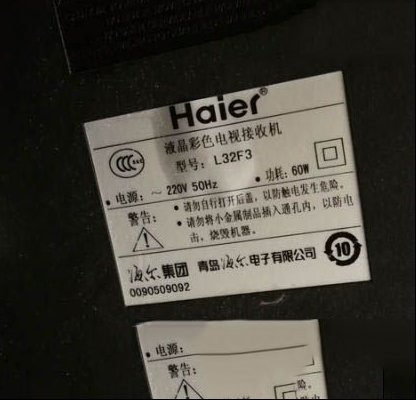 Haier
液晶彩色电视接收机
型号: L32F3
• 电源: ～ 220V 50Hz • 功耗: 60W
警告: • 请勿自行打开后盖，以防触电发生危险。
• 请勿将小金属制品插入通孔内，以防电
击，烧毁机器。
海尔集团 青岛海尔电子有限公司 10
0090509092
• 电源:
警告:
险。